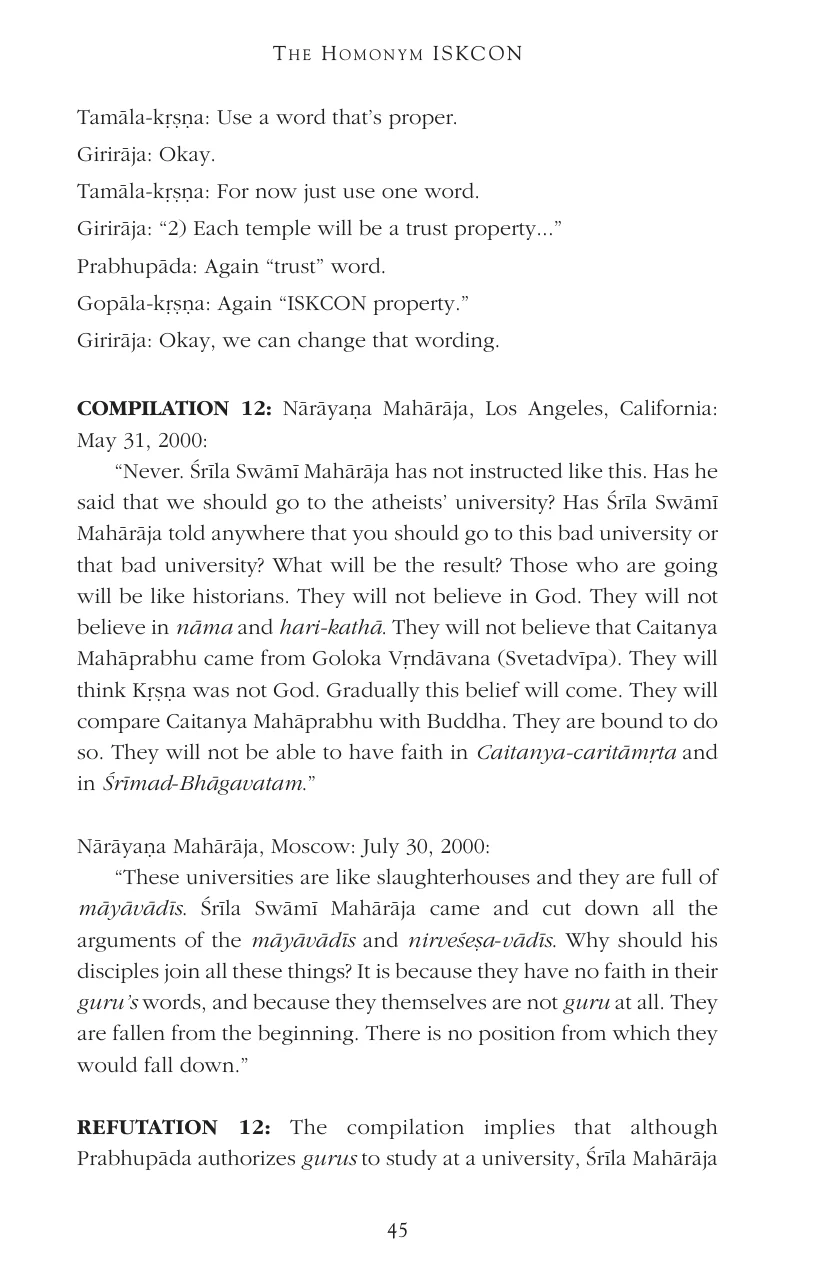 THE HOMONYM ISKCON
Tamāla-kṛṣṇa: Use a word that’s proper.
Girirāja: Okay.
Tamāla-kṛṣṇa: For now just use one word.
Girirāja: “2) Each temple will be a trust property...”
Prabhupāda: Again “trust” word.
Gopāla-kṛṣṇa: Again “ISKCON property.”
Girirāja: Okay, we can change that wording.
COMPILATION 12: Nārāyaṇa Mahārāja, Los Angeles, California:
May 31, 2000:
“Never. Śrīla Swāmī Mahārāja has not instructed like this. Has he
said that we should go to the atheists’ university? Has Śrīla Swāmī
Mahārāja told anywhere that you should go to this bad university or
that bad university? What will be the result? Those who are going
will be like historians. They will not believe in God. They will not
believe in nāma and hari-kathā. They will not believe that Caitanya
Mahāprabhu came from Goloka Vṛndāvana (Svetadvīpa). They will
think Kṛṣṇa was not God. Gradually this belief will come. They will
compare Caitanya Mahāprabhu with Buddha. They are bound to do
so. They will not be able to have faith in Caitanya-caritāmṛta and
in Śrīmad-Bhāgavatam.”
Nārāyaṇa Mahārāja, Moscow: July 30, 2000:
“These universities are like slaughterhouses and they are full of
māyāvādīs. Śrīla Swāmī Mahārāja came and cut down all the
arguments of the māyāvādīs and nirveśeṣa-vādīs. Why should his
disciples join all these things? It is because they have no faith in their
guru’s words, and because they themselves are not guru at all. They
are fallen from the beginning. There is no position from which they
would fall down.”
REFUTATION 12: The compilation implies that although
Prabhupāda authorizes gurus to study at a university, Śrīla Mahārāja
45